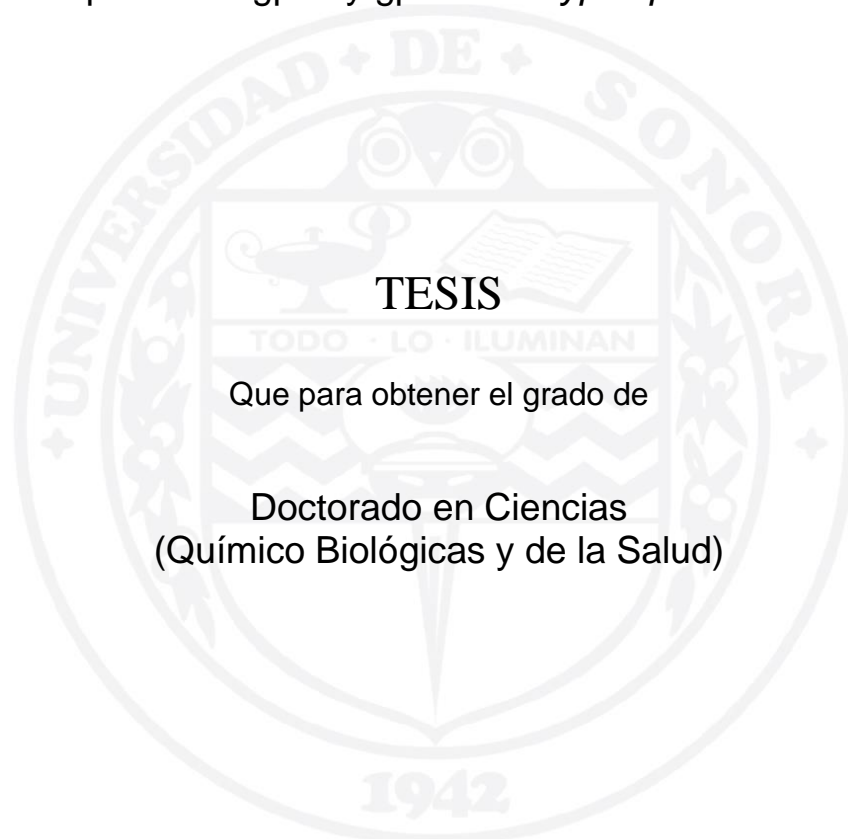 UNIVERSIDAD DE SONORA
TESIS
TODO · LO · ILUMINAN
Que para obtener el grado de
Doctorado en Ciencias
(Químico Biológicas y de la Salud)
1942